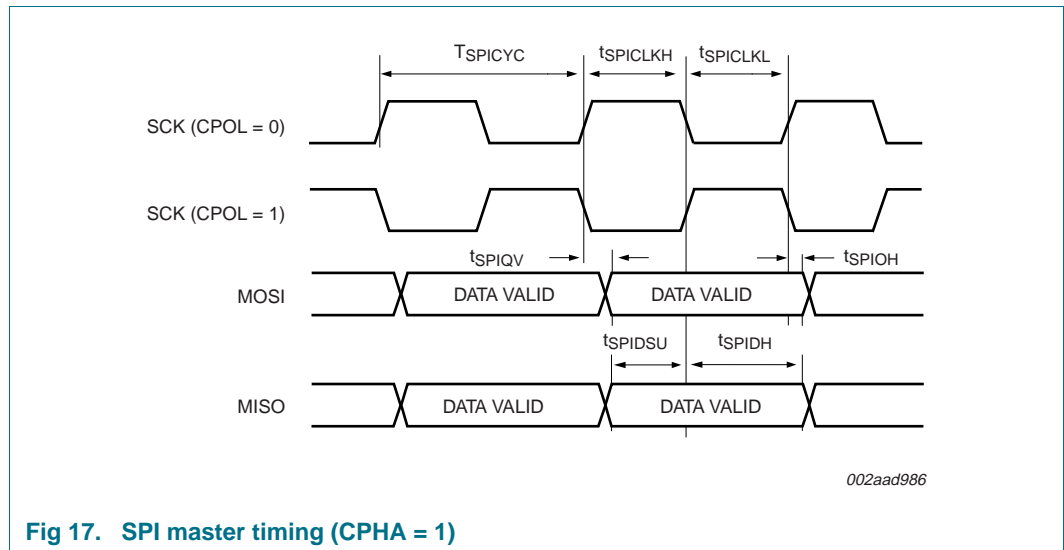 TSPICYC tSPICLKH tSPICLKL
SCK (CPOL = 0)
SCK (CPOL = 1)
tSPIQV tSPIOH
MOSI DATA VALID DATA VALID
tSPIDSU tSPIDH
MISO DATA VALID DATA VALID
002aad986
Fig 17. SPI master timing (CPHA = 1)